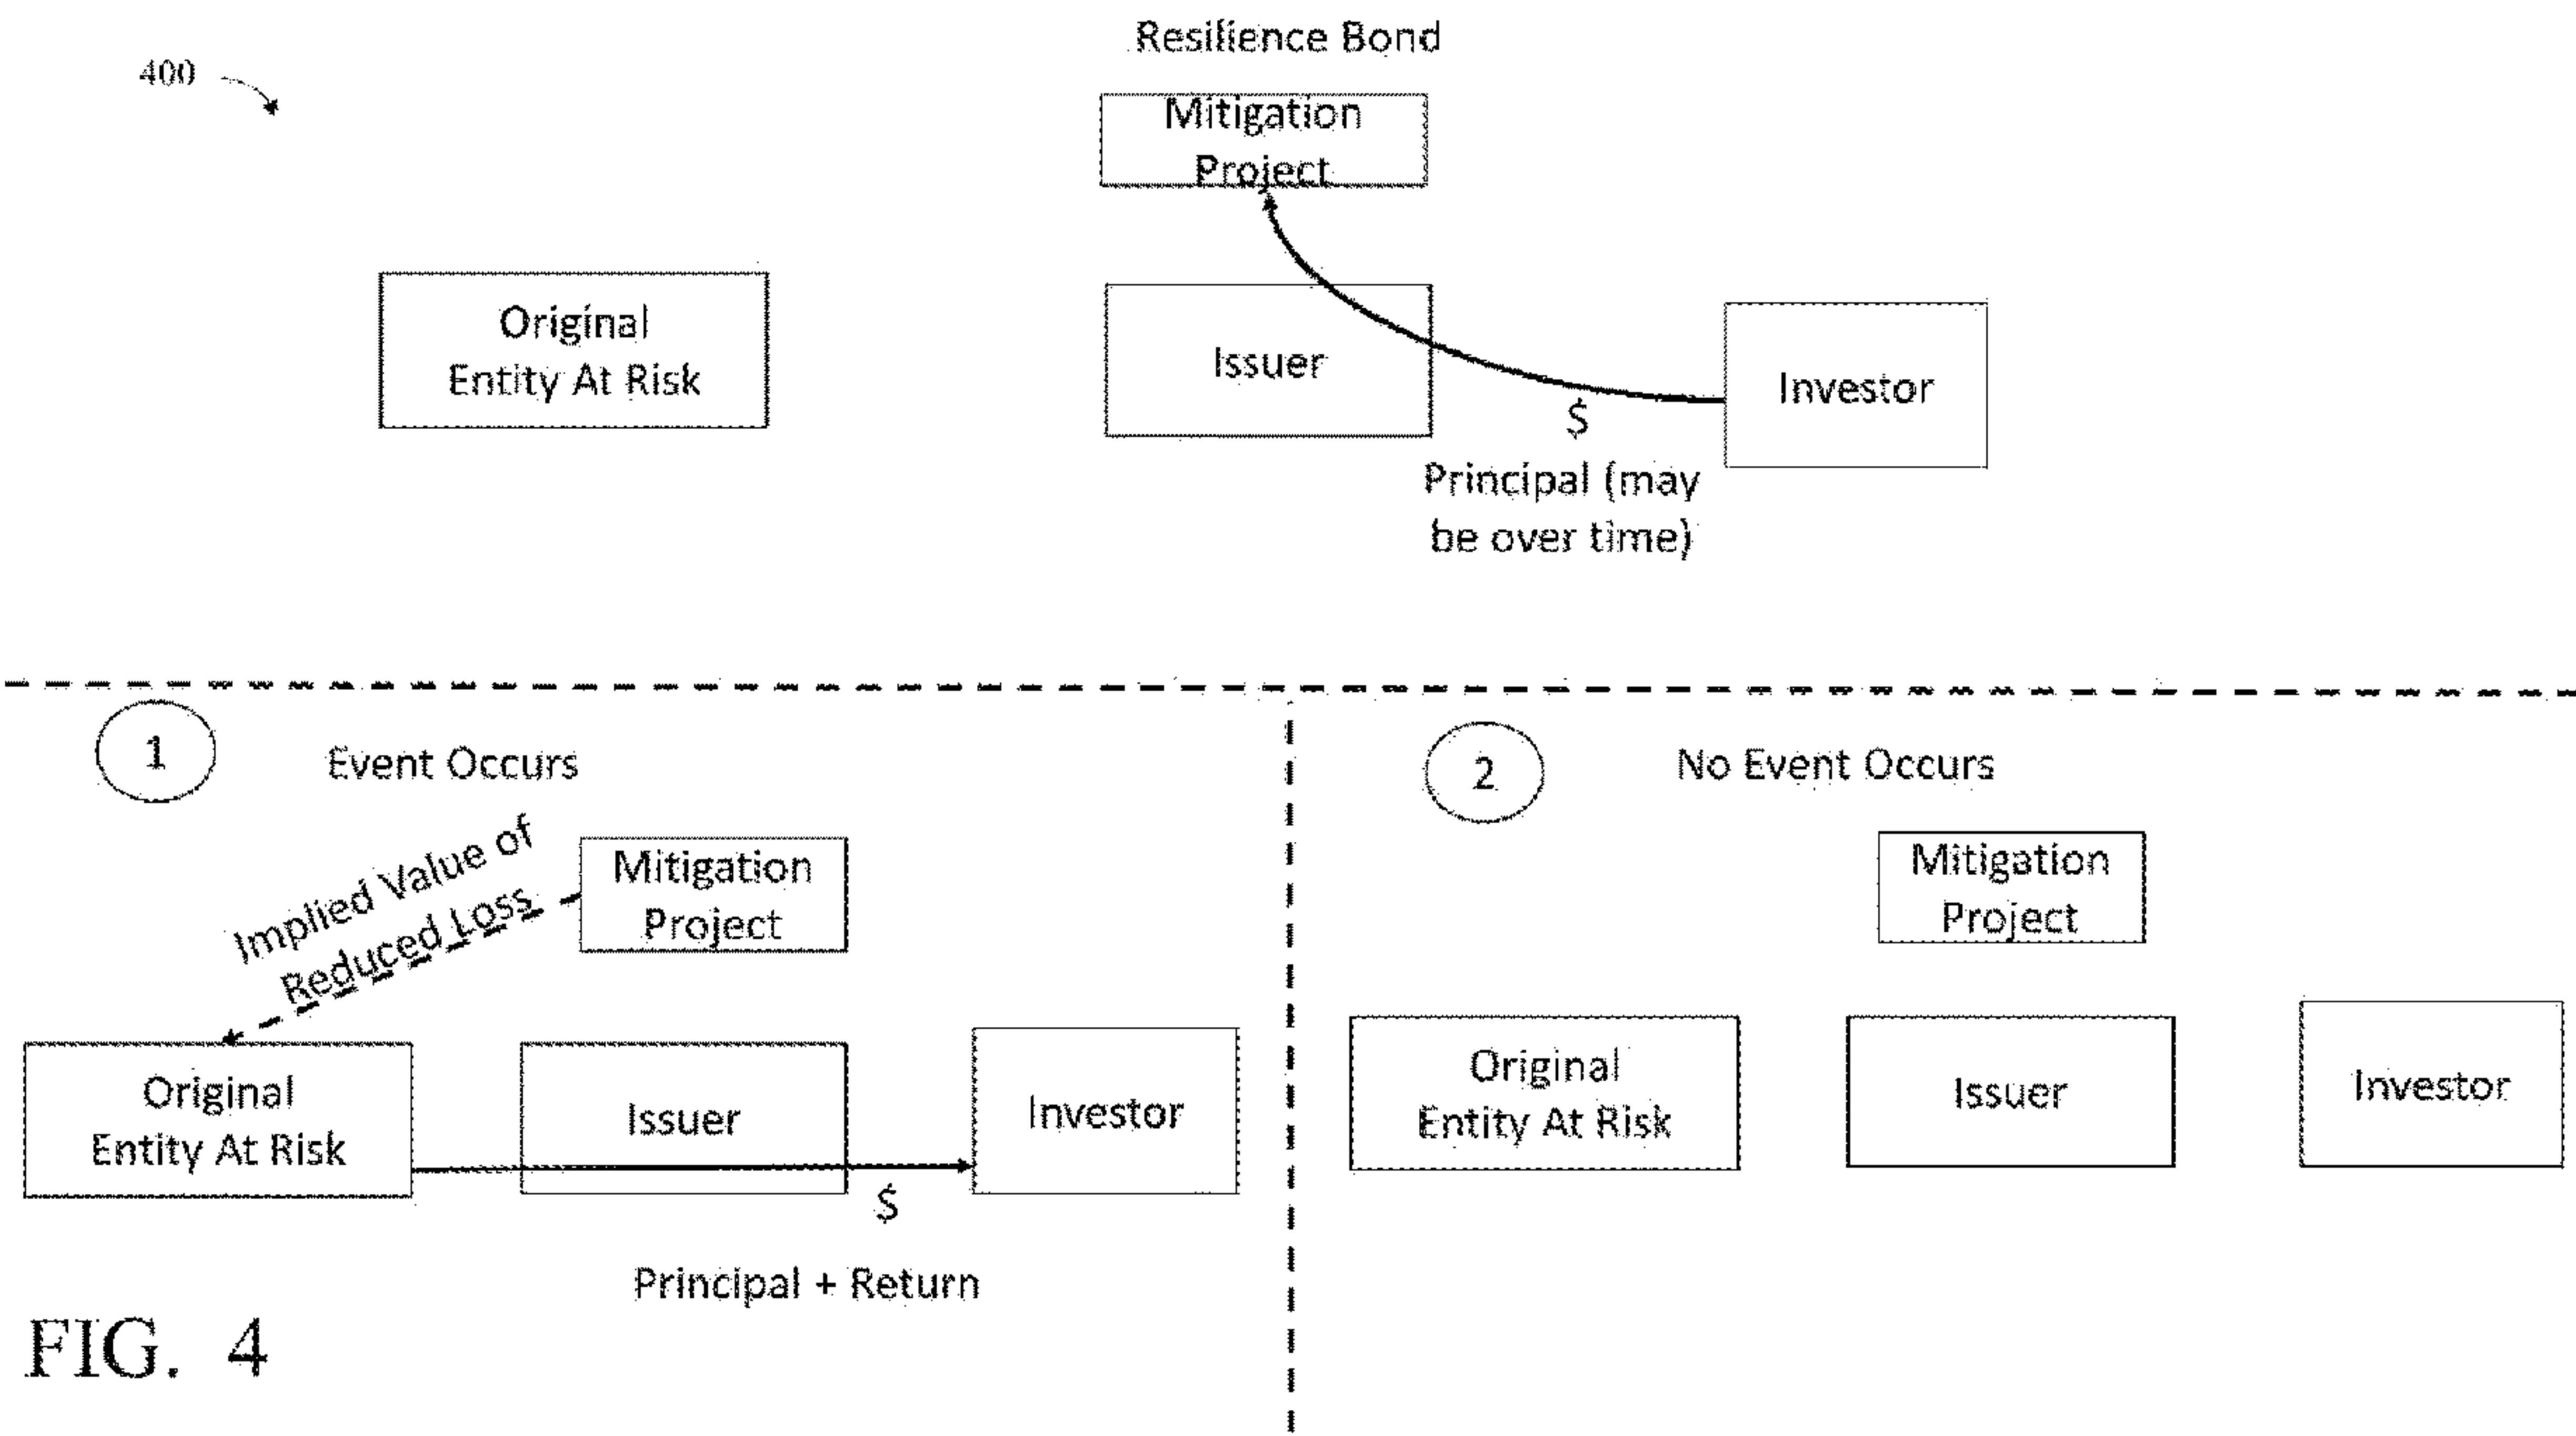 Resilience Bond
400
Mitigation
Project
Original
Entity At Risk
Issuer
Investor
$
Principal (may
be over time)
1
Event Occurs
Implied Value of
Reduced Loss
Mitigation
Project
Original
Entity At Risk
Issuer
Investor
$
Principal + Return
2
No Event Occurs
Mitigation
Project
Original
Entity At Risk
Issuer
Investor
FIG. 4